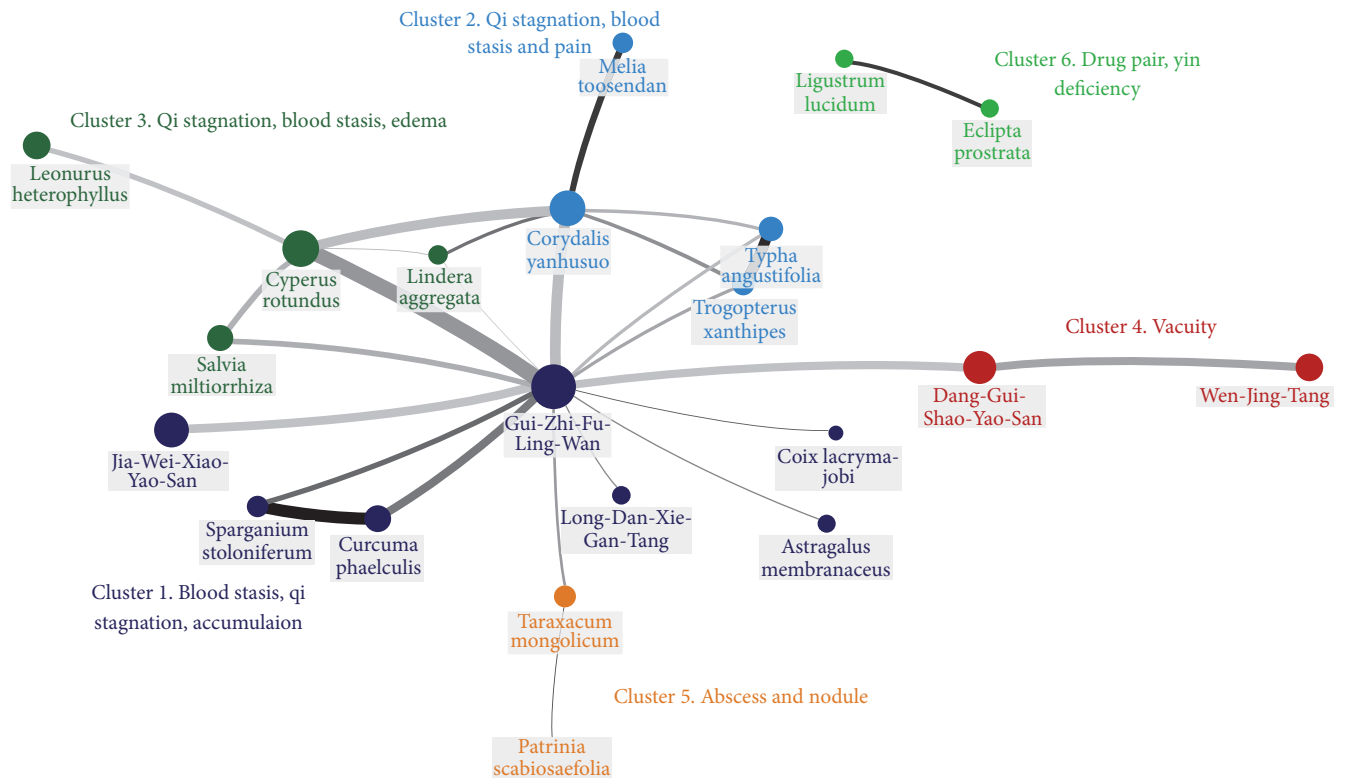 Cluster 2. Qi stagnation, blood
stasis and pain
Melia
toosendan
Ligustrum
lucidum
Cluster 6. Drug pair, yin
deficiency
Eclipta
prostrata
Cluster 3. Qi stagnation, blood stasis, edema
Leonurus
heterophyllus
Corydalis
yanhusuo
Typha
angustifolia
Cyperus
rotundus
Lindera
aggregata
Trogopterus
xanthipes
Salvia
miltiorrhiza
Cluster 4. Vacuity
Dang-Gui-
Shao-Yao-San
Wen-Jing-Tang
Gui-Zhi-Fu-
Ling-Wan
Jia-Wei-Xiao-
Yao-San
Coix lacryma-
jobi
Sparganium
stoloniferum
Curcuma
phaelculis
Long-Dan-Xie-
Gan-Tang
Astragalus
membranaceus
Cluster 1. Blood stasis, qi
stagnation, accumulaion
Taraxacum
mongolicum
Cluster 5. Abscess and nodule
Patrinia
scabiosaefolia